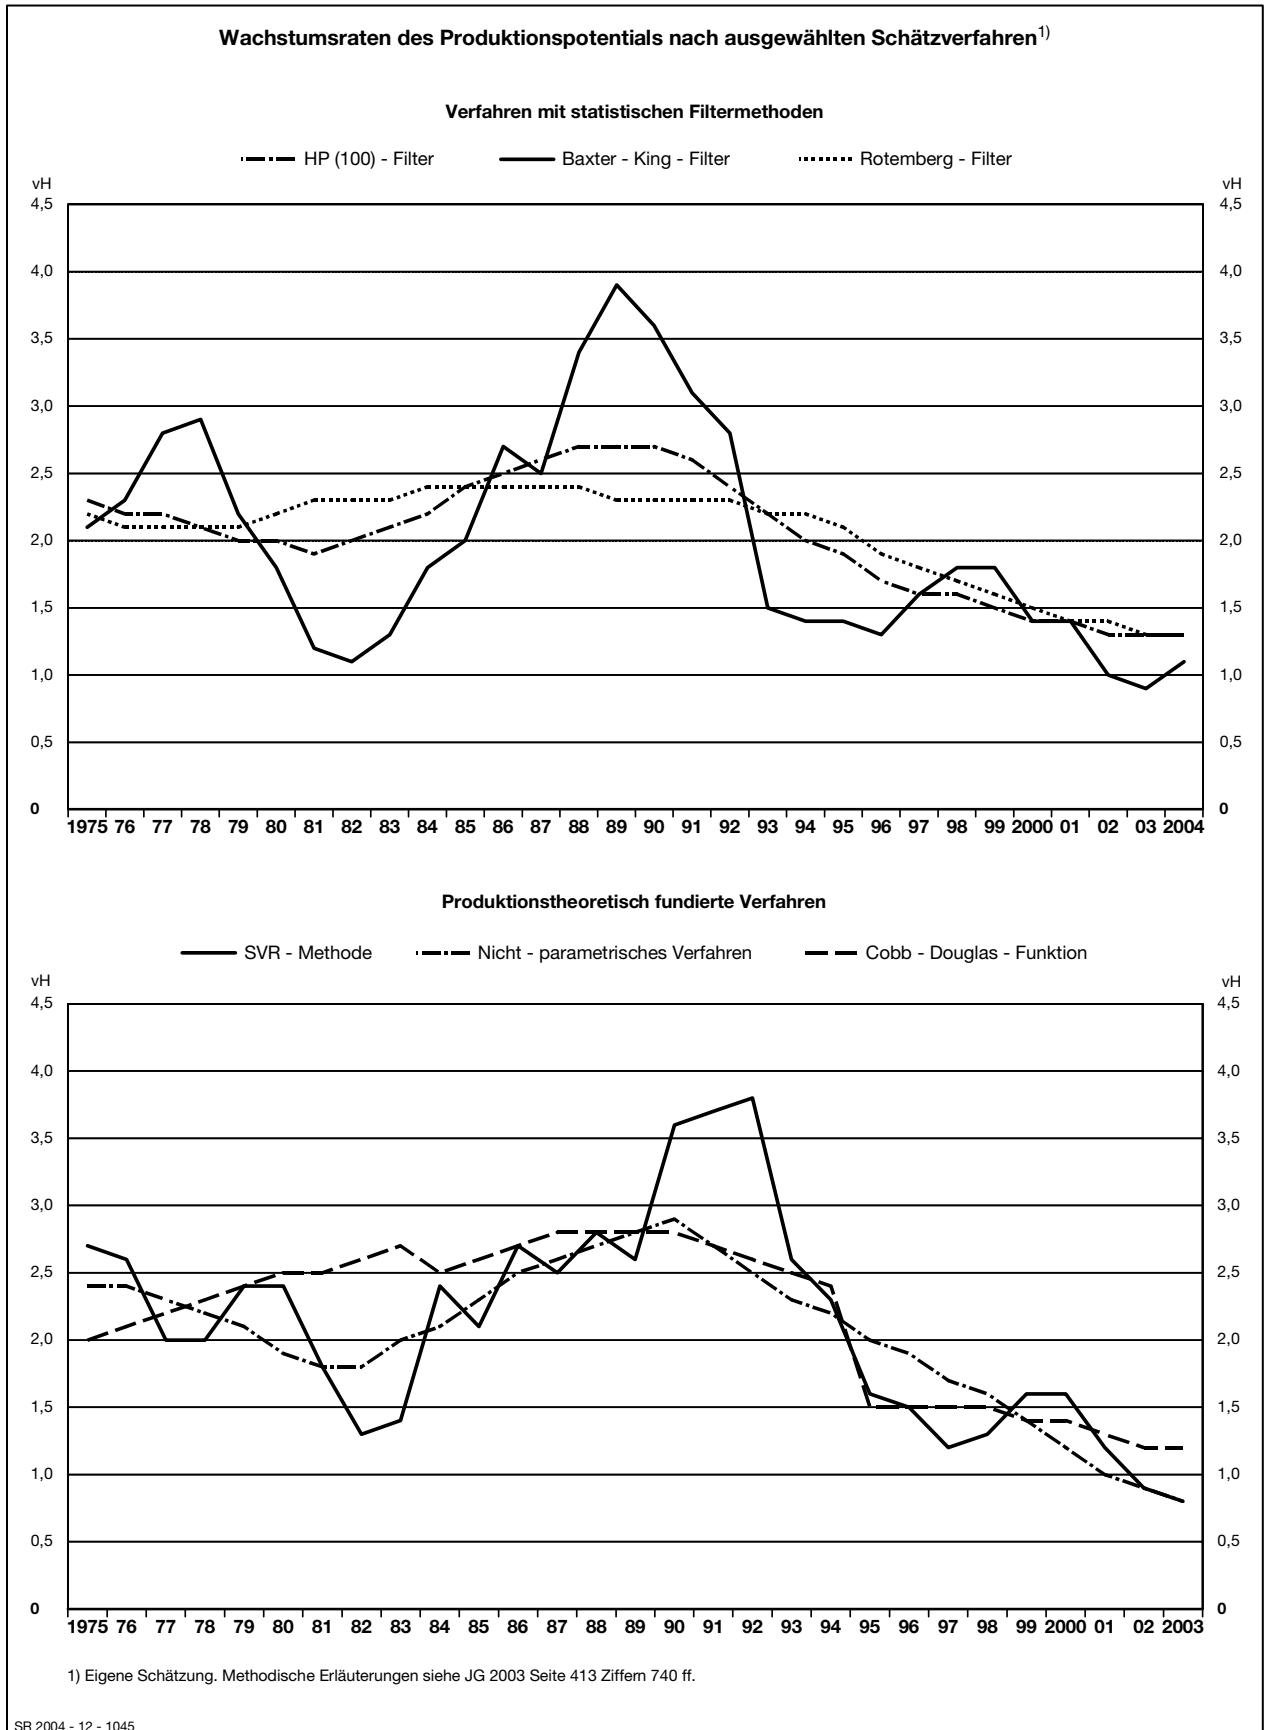 Wachstumsraten des Produktionspotentials nach ausgewählten Schätzverfahren1)
Verfahren mit statistischen Filtermethoden
HP (100) - Filter Baxter - King - Filter Rotemberg - Filter
vH vH
4,5 4,5
4,0 4,0
3,5 3,5
3,0 3,0
2,5 2,5
2,0 2,0
1,5 1,5
1,0 1,0
0,5 0,5
0 0
1975 76 77 78 79 80 81 82 83 84 85 86 87 88 89 90 91 92 93 94 95 96 97 98 99 2000 01 02 03 2004
Produktionstheoretisch fundierte Verfahren
SVR - Methode Nicht - parametrisches Verfahren Cobb - Douglas - Funktion
vH vH
4,5 4,5
4,0 4,0
3,5 3,5
3,0 3,0
2,5 2,5
2,0 2,0
1,5 1,5
1,0 1,0
0,5 0,5
0 0
1975 76 77 78 79 80 81 82 83 84 85 86 87 88 89 90 91 92 93 94 95 96 97 98 99 2000 01 02 2003
1) Eigene Schätzung. Methodische Erläuterungen siehe JG 2003 Seite 413 Ziffern 740 ff.
SR 2004 - 12 - 1045